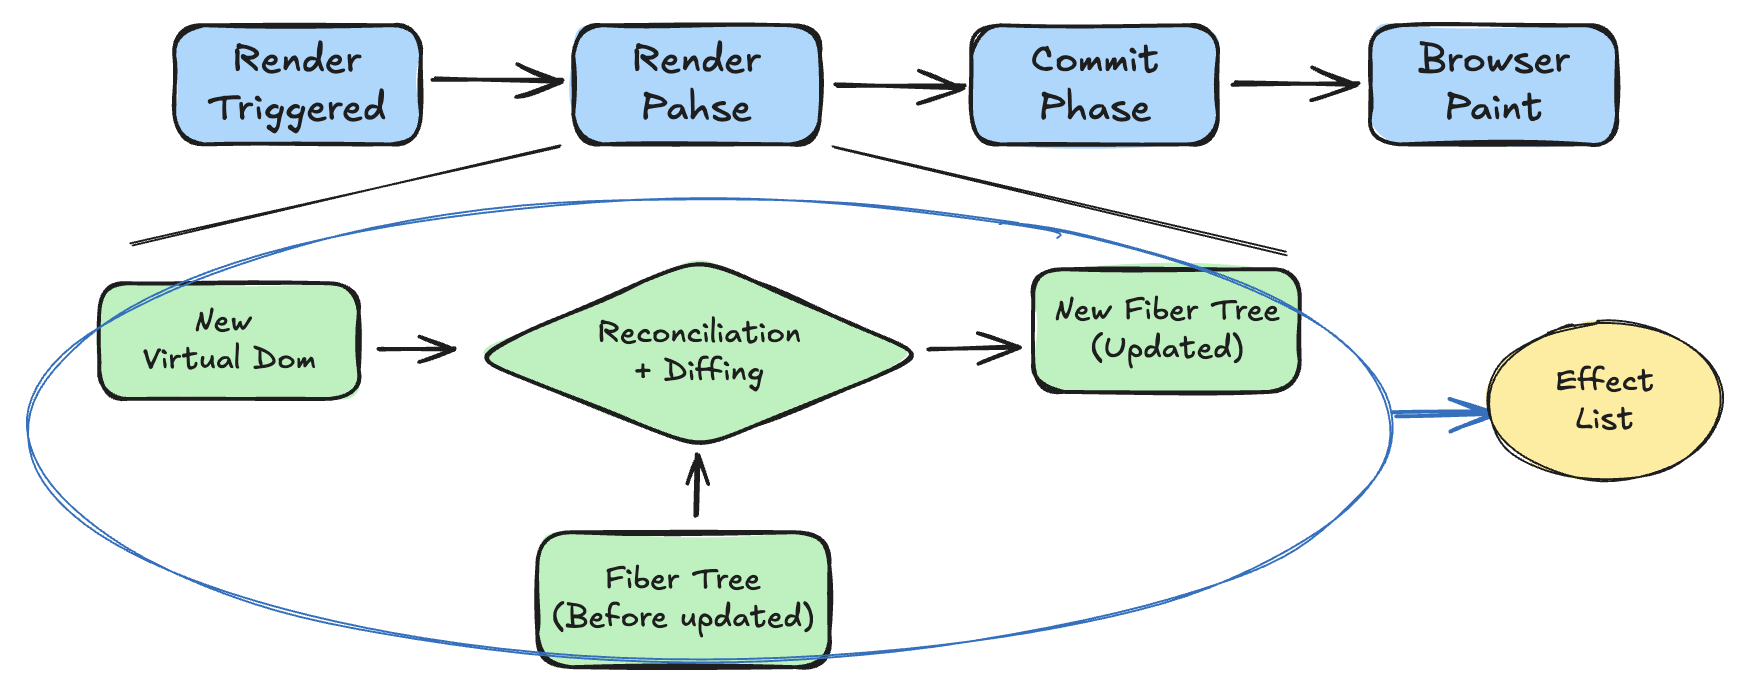 Render
Triggered
Render
Pahse
Commit
Phase
Browser
Paint
New
Virtual Dom
Reconciliation
+ Diffing
New Fiber Tree
(Updated)
Effect
List
Fiber Tree
(Before updated)